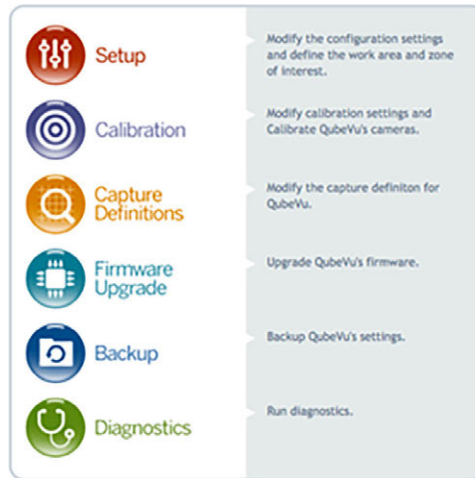 Setup
Modify the configuration settings
and define the work area and zone
of interest.
Calibration
Modify calibration settings and
Calibrate QubeVu's cameras.
Capture
Definitions
Modify the capture definiton for
QubeVu.
Firmware
Upgrade
Upgrade QubeVu's firmware.
Backup
Backup QubeVu's settings.
Diagnostics
Run diagnostics.